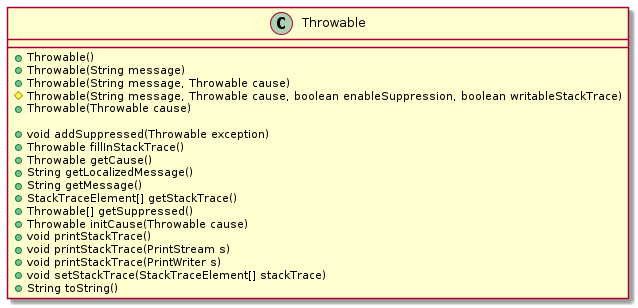 C Throwable
Throwable()
Throwable(String message)
Throwable(String message, Throwable cause)
Throwable(String message, Throwable cause, boolean enableSuppression, boolean writableStackTrace)
Throwable(Throwable cause)
void addSuppressed(Throwable exception)
Throwable fillInStackTrace()
Throwable getCause()
String getLocalizedMessage()
String getMessage()
StackTraceElement[] getStackTrace()
Throwable[] getSuppressed()
Throwable initCause(Throwable cause)
void printStackTrace()
void printStackTrace(PrintStream s)
void printStackTrace(PrintWriter s)
void setStackTrace(StackTraceElement[] stackTrace)
String toString()